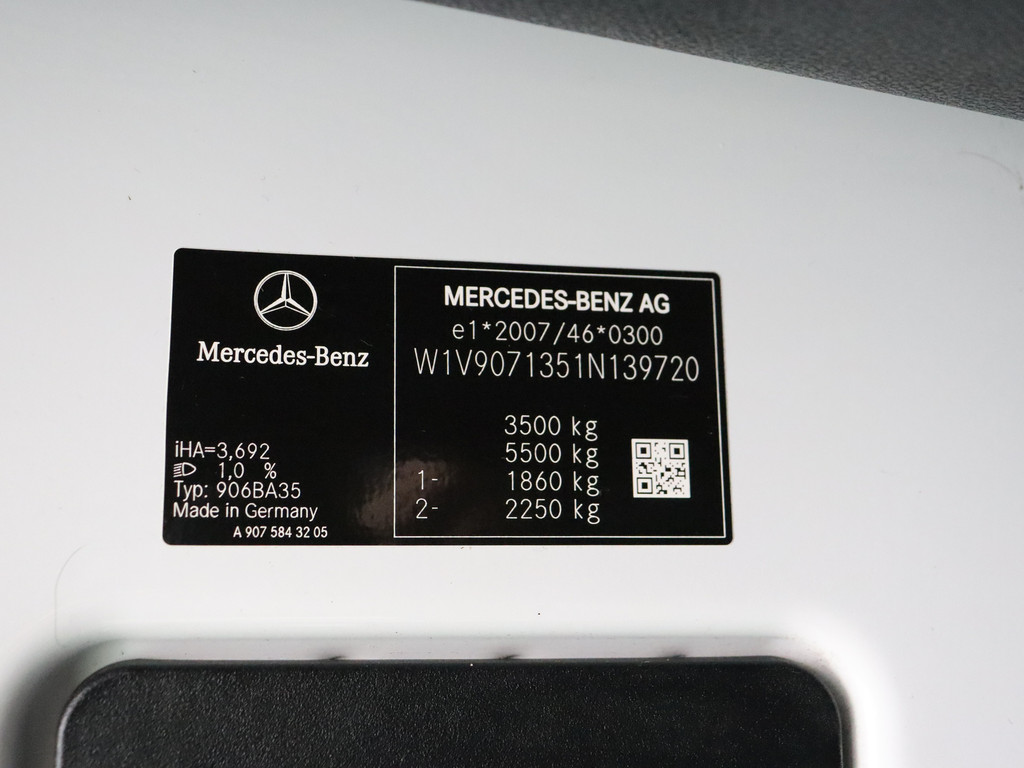 Mercedes-Benz
iHA=3,692
1,0 %
Typ: 906BA35
Made in Germany
A 907 584 32 05
MERCEDES-BENZ AG
e1*2007/46*0300
W1V9071351N139720
3500 kg
5500 kg
1- 1860 kg
2- 2250 kg